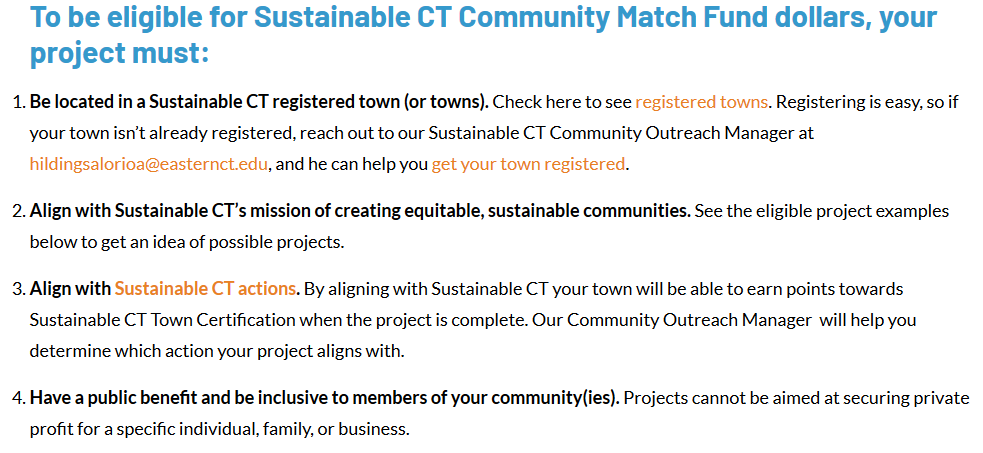 To be eligible for Sustainable CT Community Match Fund dollars, your
project must:
1. Be located in a Sustainable CT registered town (or towns). Check here to see registered towns. Registering is easy, so if
your town isn’t already registered, reach out to our Sustainable CT Community Outreach Manager at
hildingsalorioa@easternct.edu, and he can help you get your town registered.
2. Align with Sustainable CT’s mission of creating equitable, sustainable communities. See the eligible project examples
below to get an idea of possible projects.
3. Align with Sustainable CT actions. By aligning with Sustainable CT your town will be able to earn points towards
Sustainable CT Town Certification when the project is complete. Our Community Outreach Manager  will help you
determine which action your project aligns with.
4. Have a public benefit and be inclusive to members of your community(ies). Projects cannot be aimed at securing private
profit for a specific individual, family, or business.